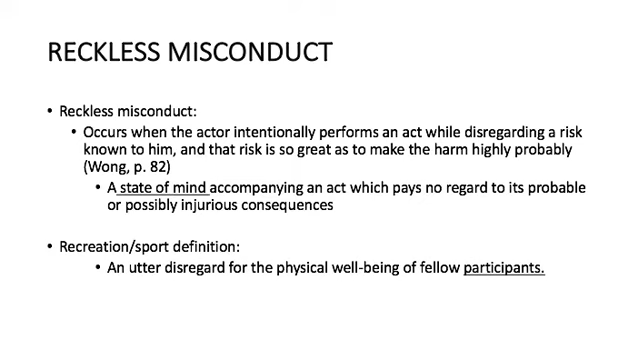 RECKLESS MISCONDUCT
• Reckless misconduct:
• Occurs when the actor intentionally performs an act while disregarding a risk
known to him, and that risk is so great as to make the harm highly probably
(Wong, p. 82)
• A state of mind accompanying an act which pays no regard to its probable
or possibly injurious consequences
• Recreation/sport definition:
• An utter disregard for the physical well-being of fellow participants.